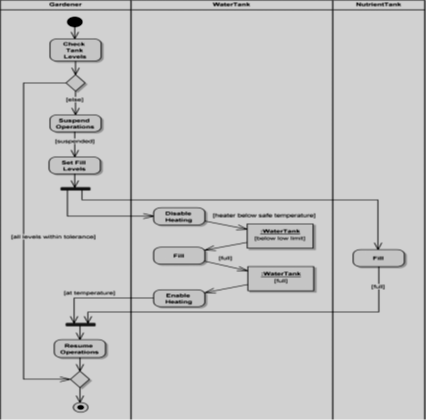 Gardener WaterTank NutrientTank
Check
Tank
Levels
[else]
Suspend
Operations
[suspended]
Set Fill
Levels
Disable
Heating
[heater below safe temperature]
:WaterTank
[below low limit]
[all levels within tolerance]
Fill
[full]
Fill
:WaterTank
[full]
[full]
[at temperature]
Enable
Heating
Resume
Operations